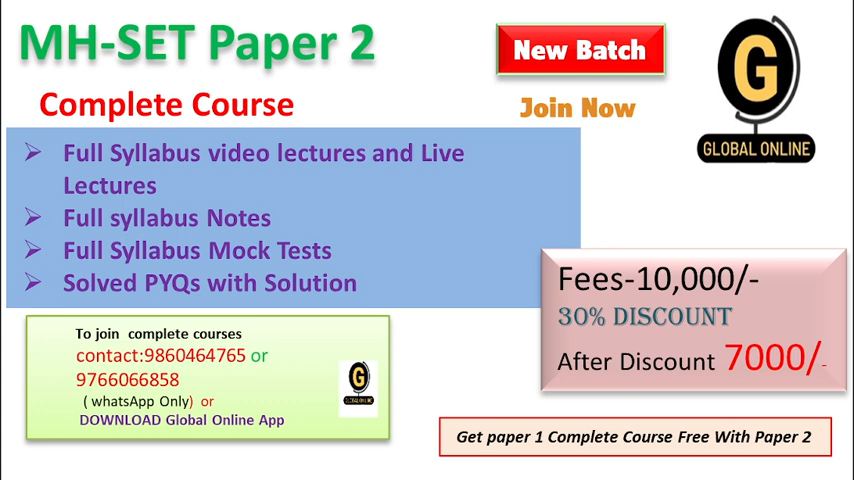 MH-SET Paper 2
New Batch
G
GLOBAL ONLINE
Complete Course
Join Now
Full Syllabus video lectures and Live
Lectures
Full syllabus Notes
Full Syllabus Mock Tests
Solved PYQs with Solution
Fees-10,000/-
30% DISCOUNT
After Discount 7000/-
To join complete courses
contact:9860464765 or
9766066858
( whatsApp Only) or
DOWNLOAD Global Online App
G
GLOBAL ONLINE
Get paper 1 Complete Course Free With Paper 2